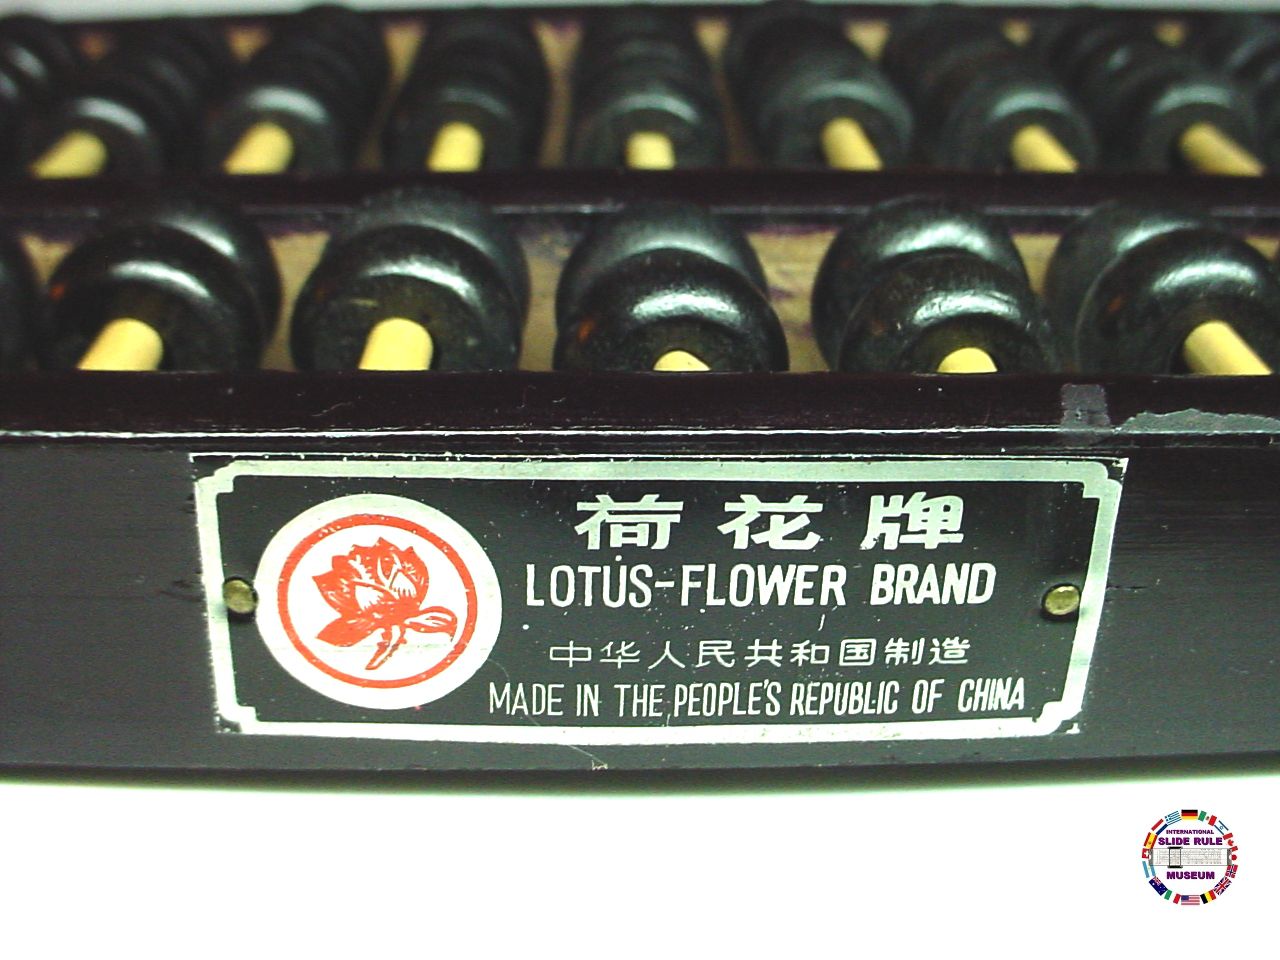 荷花牌
LOTUS-FLOWER BRAND
中华人民共和国制造
MADE IN THE PEOPLE'S REPUBLIC OF CHINA
INTERNATIONAL
SLIDE RULE
MUSEUM